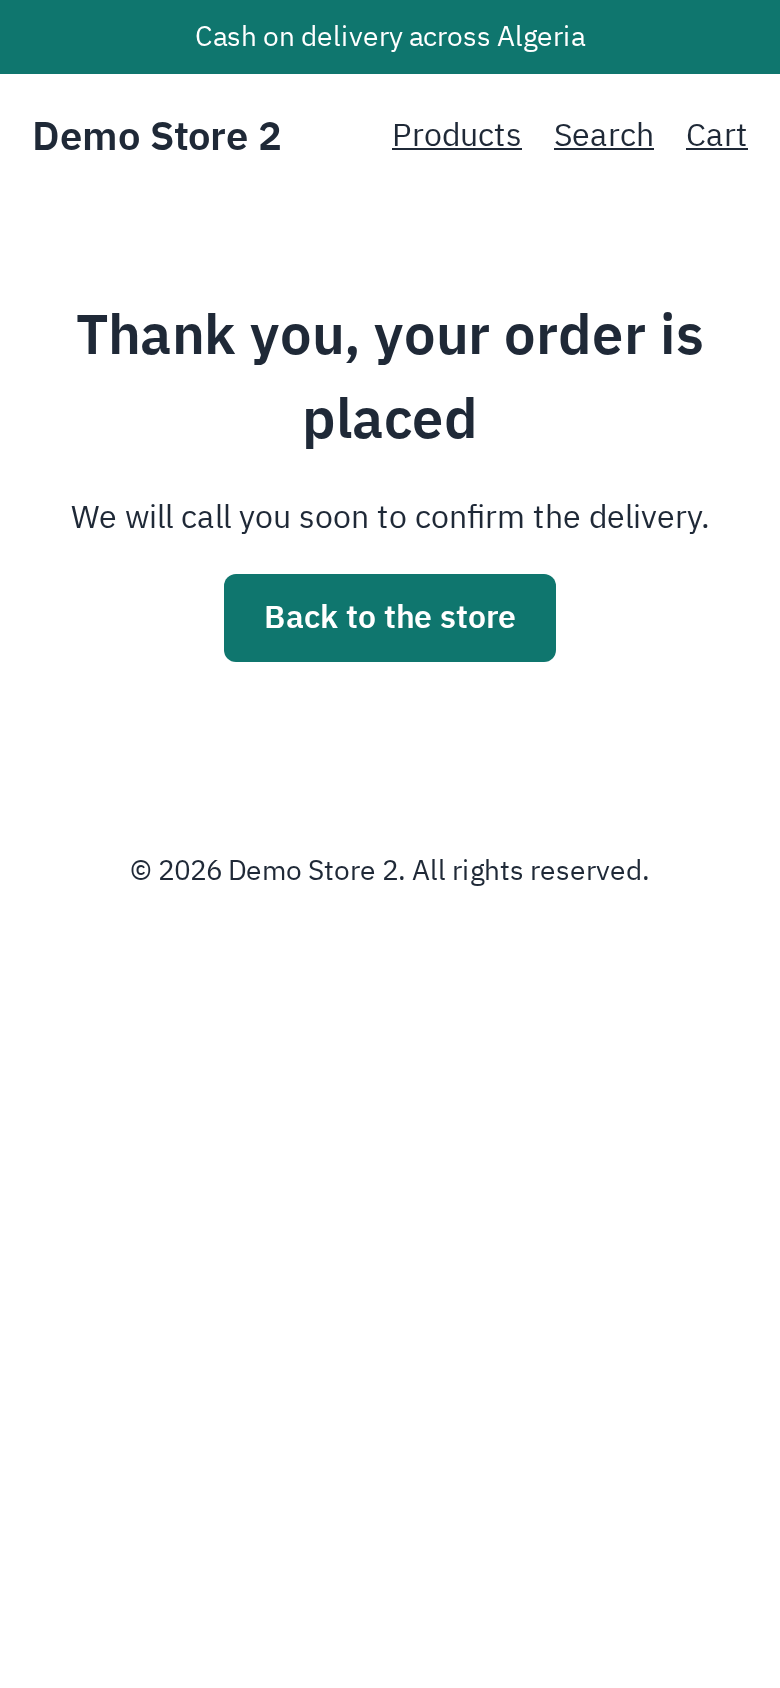 Cash on delivery across Algeria
Demo Store 2
Products Search Cart
Thank you, your order is
placed
We will call you soon to confirm the delivery.
Back to the store
© 2026 Demo Store 2. All rights reserved.